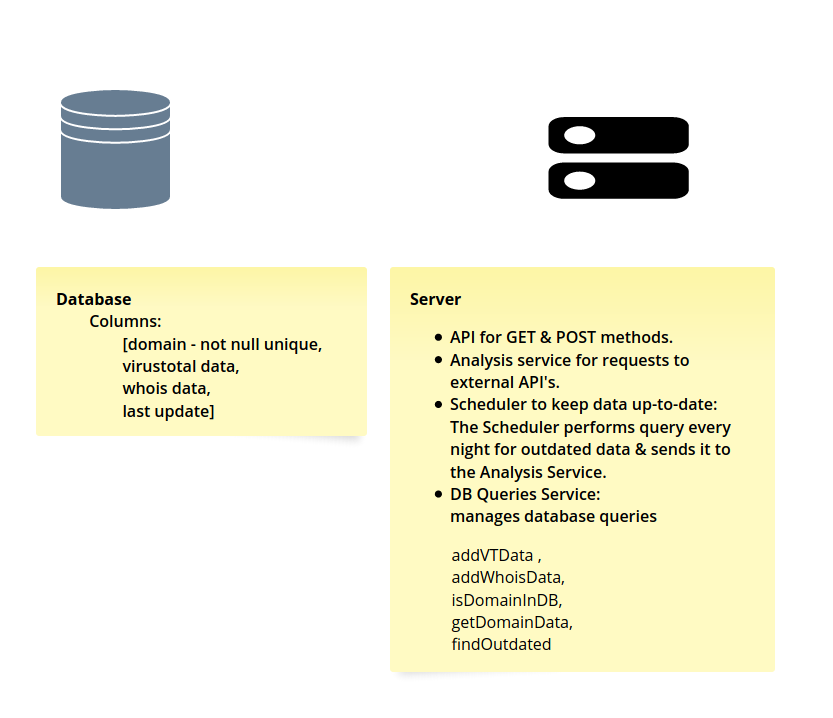 Database
Columns:
[domain - not null unique,
virustotal data,
whois data,
last update]
Server
• API for GET & POST methods.
• Analysis service for requests to
external API's.
• Scheduler to keep data up-to-date:
The Scheduler performs query every
night for outdated data & sends it to
the Analysis Service.
• DB Queries Service:
manages database queries
addVTData ,
addWhoisData,
isDomainInDB,
getDomainData,
findOutdated